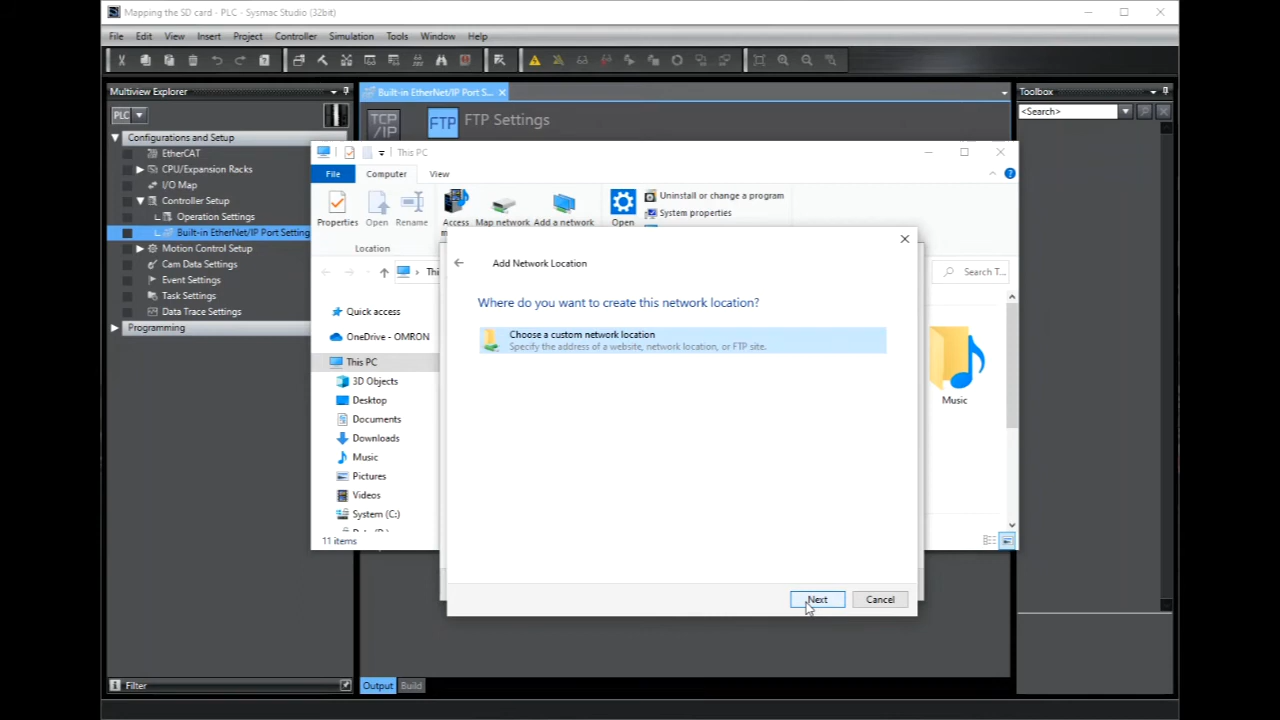 Mapping the SD card - PLC - Sysmac Studio (32bit)
File Edit View Insert Project Controller Simulation Tools Window Help
Multiview Explorer
PLC
Configurations and Setup
EtherCAT
CPU/Expansion Racks
I/O Map
Controller Setup
Operation Settings
Built-in EtherNet/IP Port Setting
Motion Control Setup
Cam Data Settings
Event Settings
Task Settings
Data Trace Settings
Programming
Filter
Built-in EtherNet/IP Port S...
TCP
/IP
FTP
FTP Settings
Toolbox
<Search>
This PC
File Computer View
Properties
Open
Rename
Access
Map network
Add a network
Open
Uninstall or change a program
System properties
Location
Search T...
Quick access
OneDrive - OMRON
This PC
3D Objects
Desktop
Documents
Downloads
Music
Pictures
Videos
System (C:)
11 items
Music
Add Network Location
Where do you want to create this network location?
Choose a custom network location
Specify the address of a website, network location, or FTP site.
Next
Cancel
Output
Build